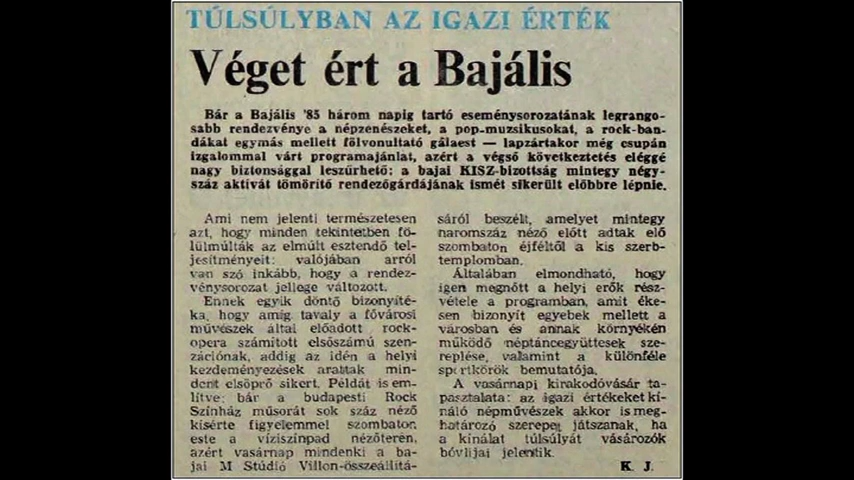 TÚLSÚLYBAN AZ IGAZI ÉRTÉK
Véget ért a Bajális
Bár a Bajális '85 három napig tartó eseménysorozatának legrango-
sabb rendezvénye a népzenészeket, a pop-muzsikusokat, a rock-ban-
dákat egymás mellett fölvonultató gálaest — lapzártakor még csupán
izgalommal várt programajánlat, azért a végső következtetés eléggé
nagy biztonsággal leszűrhető: a bajai KISZ-bizottság mintegy négy-
száz aktívát tömörítő rendezőgárdájának ismét sikerült előbbre lépnie.
Ami nem jelenti természetesen
azt, hogy minden tekintetben fö-
lülmúlták az elmúlt esztendő tel-
jesítményeit: valójában arról
van szó inkább, hogy a rendez-
vénysorozat jellege változott.
Ennek egyik döntő bizonyíté-
ka, hogy amíg tavaly a fővárosi
művészek által előadott rock-
opera számított elsőszámú szen-
zációnak, addig az idén a helyi
kezdeményezések arattak min-
dent elsöprő sikert. Példát is em-
lítve: bár a budapesti Rock
Színház műsorát sok száz néző
kísérte figyelemmel szombaton
este a víziszínpad nézőterén,
azért vasárnap mindenki a ba-
jai M Stúdió Villon-összeállítá-
sáról beszélt, amelyet mintegy
háromszáz néző előtt adtak elő
szombaton éjféltől a kis szerb-
templomban.
Általában elmondható, hogy
igen megnőtt a helyi erők rész-
vétele a programban, amit éke-
sen bizonyít egyebek mellett a
városban és annak környékén
működő néptáncegyüttesek sze-
replése, valamint a különféle
sportkörök bemutatója.
A vasárnapi kirakodóvásár ta-
pasztalata: az igazi értékeket kí-
náló népművészek akkor is meg-
határozó szerepet játszanak, ha
a kínálat túlsúlyát vásározók
bóvlijai jelentik.
K. J.